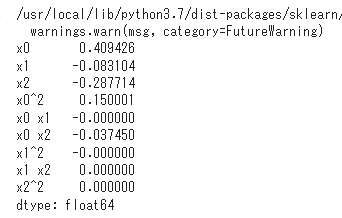 /usr/local/lib/python3.7/dist-packages/sklearn/
  warnings.warn(msg, category=FutureWarning)
x0       0.409426
x1      -0.083104
x2      -0.287714
x0^2     0.150001
x0 x1   -0.000000
x0 x2   -0.037450
x1^2    -0.000000
x1 x2    0.000000
x2^2     0.000000
dtype: float64